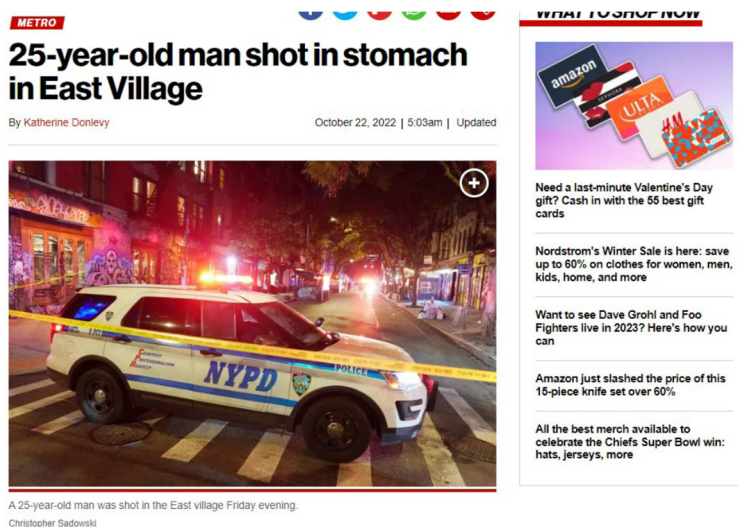 METRO
25-year-old man shot in stomach
in East Village
By Katherine Donlevy
October 22, 2022 | 5:03am | Updated
NYPD
POLICE
COURTESY
PROFESSIONALISM
RESPECT
A 25-year-old man was shot in the East village Friday evening.
Christopher Sadowski
WHAT TO SHOP NOW
amazon
SEPHORA
ULTA
H&M
Need a last-minute Valentine's Day
gift? Cash in with the 55 best gift
cards
Nordstrom's Winter Sale is here: save
up to 60% on clothes for women, men,
kids, home, and more
Want to see Dave Grohl and Foo
Fighters live in 2023? Here's how you
can
Amazon just slashed the price of this
15-piece knife set over 60%
All the best merch available to
celebrate the Chiefs Super Bowl win:
hats, jerseys, more